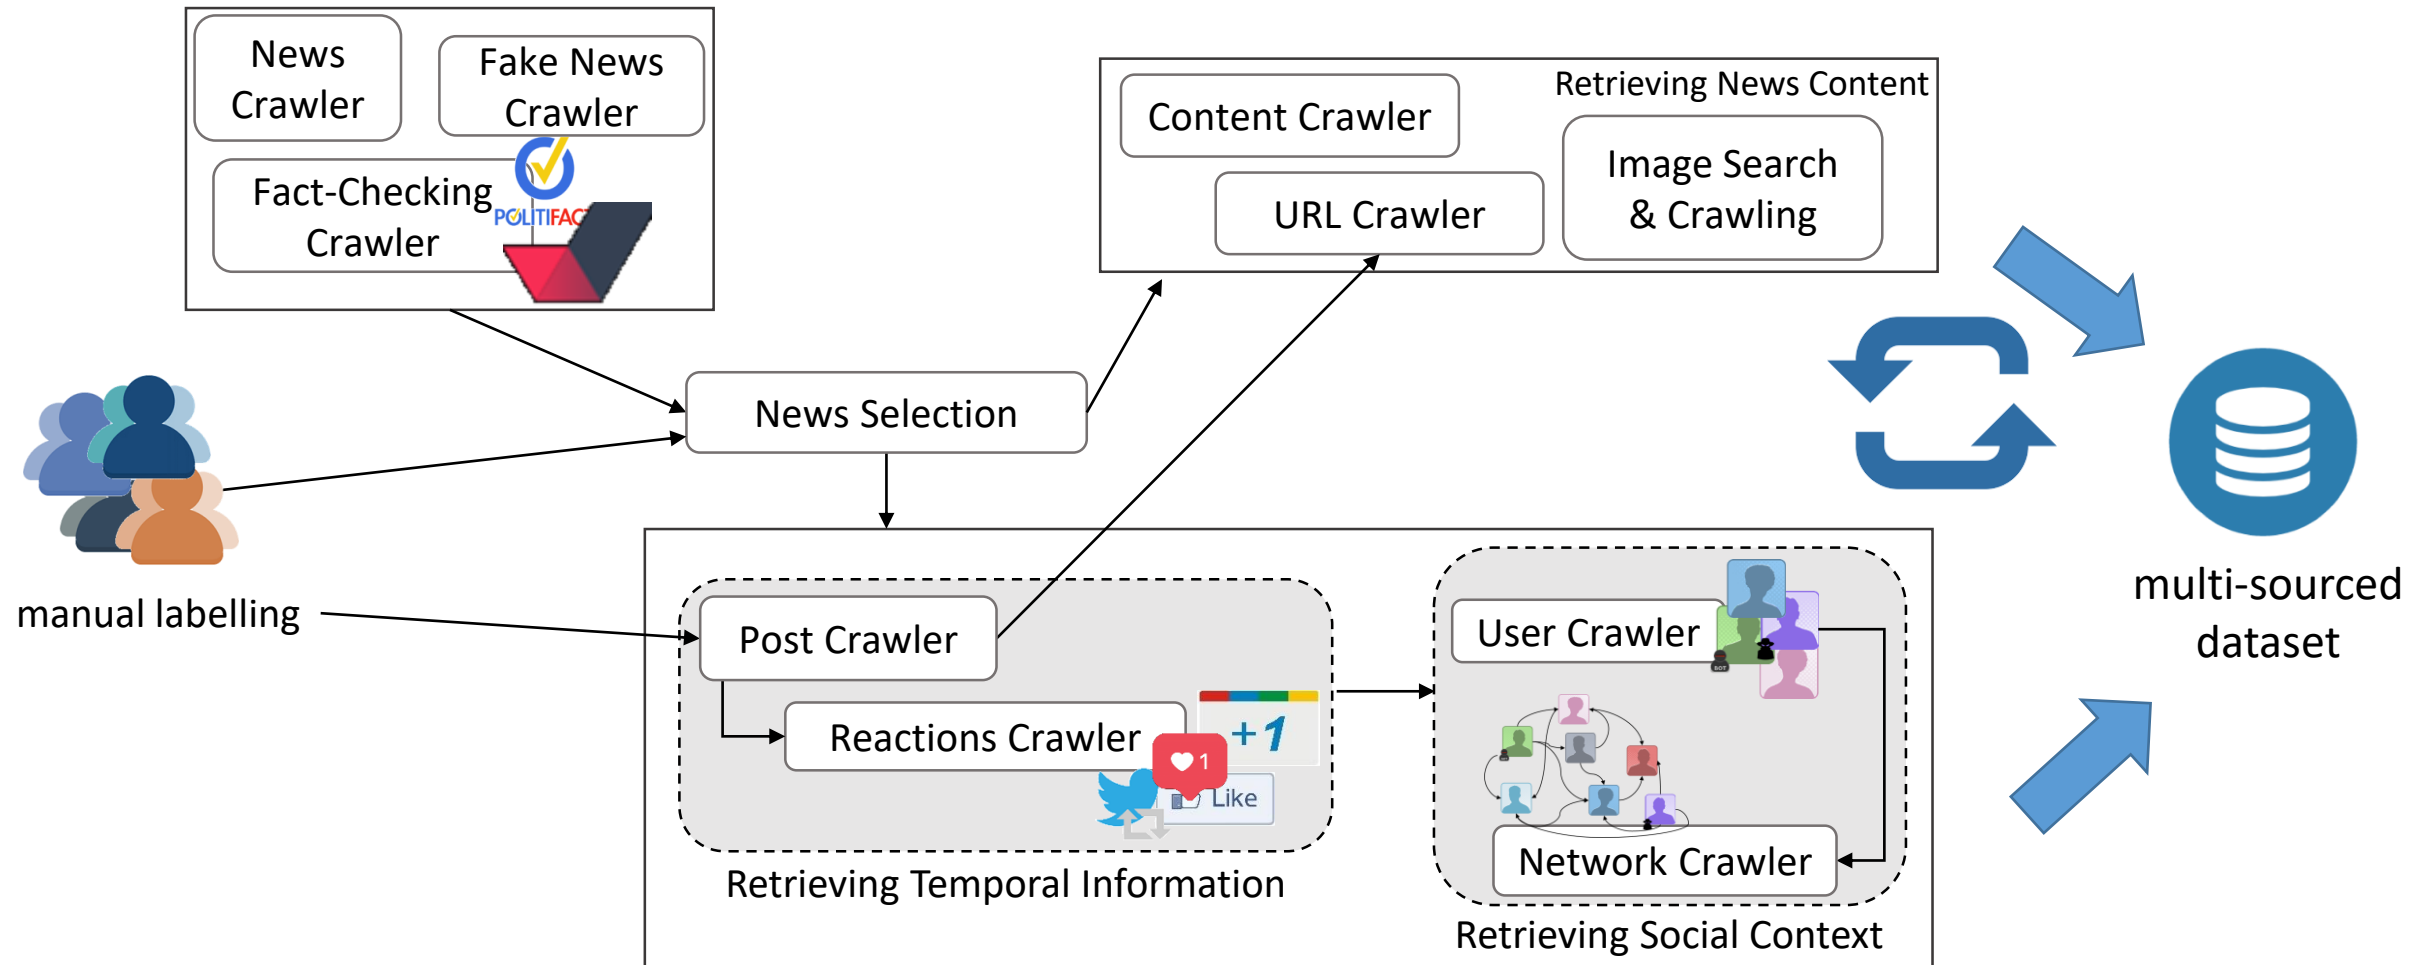 News
Crawler
Fake News
Crawler
Fact-Checking
Crawler
POLITIFAC
Retrieving News Content
Content Crawler
URL Crawler
Image Search
& Crawling
News Selection
manual labelling
Post Crawler
Reactions Crawler
+1
1
Like
Retrieving Temporal Information
User Crawler
BOT
Network Crawler
Retrieving Social Context
multi-sourced
dataset